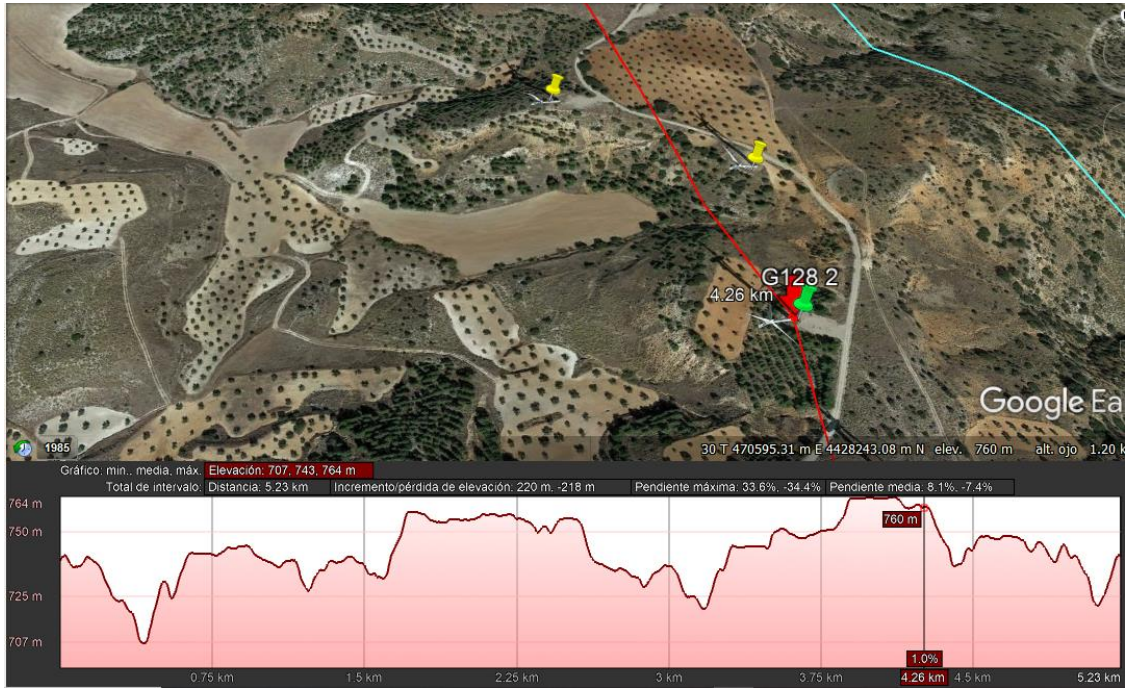 G128 2
4.26 km
Google Ea
1985
30 T 470595.31 m E 4428243.08 m N elev. 760 m alt. ojo 1.20 k
Gráfico: min., media, máx. Elevación: 707, 743, 764 m
Total de intervalo: Distancia: 5.23 km Incremento/pérdida de elevación: 220 m, -218 m Pendiente máxima: 33.6%, -34.4% Pendiente media: 8.1%, -7.4%
764 m
760 m
750 m
725 m
707 m
1.0%
0.75 km 1.5 km 2.25 km 3 km 3.75 km 4.26 km 4.5 km 5.23 km